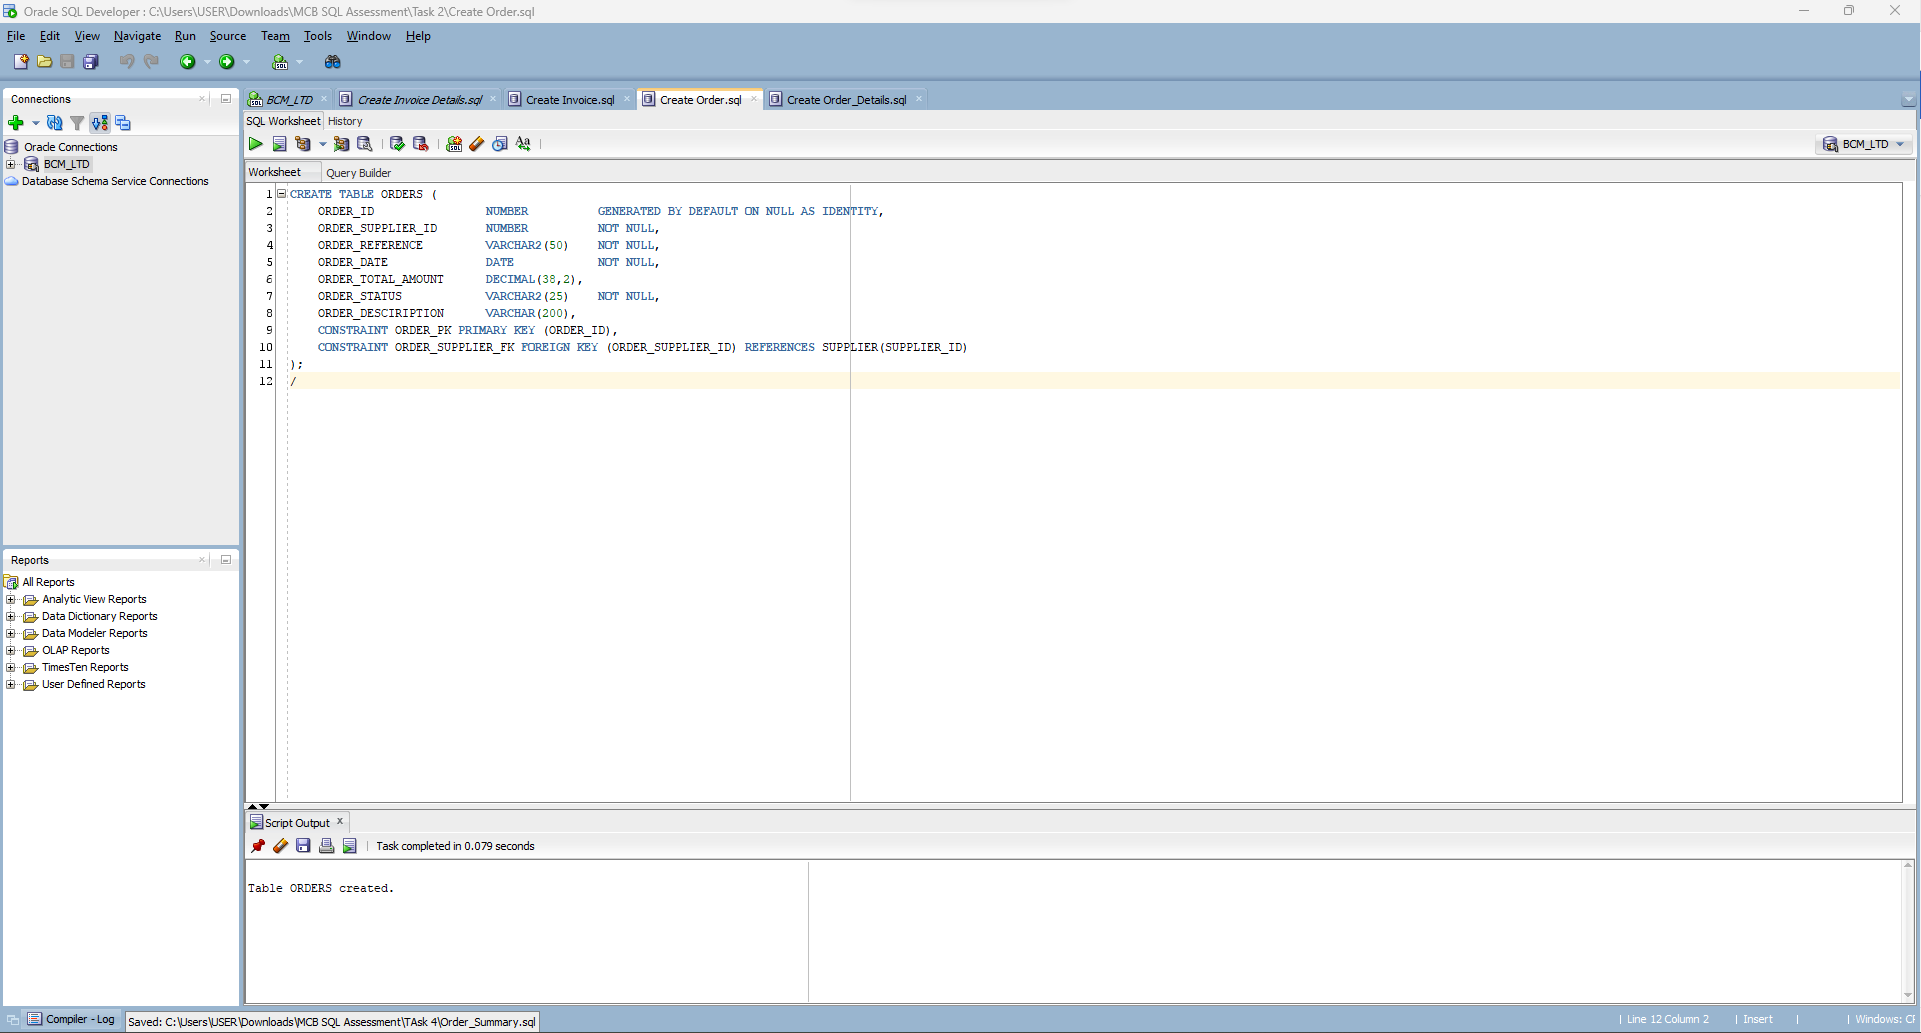 Oracle SQL Developer : C:\Users\USER\Downloads\MCB SQL Assessment\Task 2\Create Order.sql
File Edit View Navigate Run Source Team Tools Window Help
Connections
Oracle Connections
BCM_LTD
Database Schema Service Connections
Reports
All Reports
Analytic View Reports
Data Dictionary Reports
Data Modeler Reports
OLAP Reports
TimesTen Reports
User Defined Reports
BCM_LTD Create Invoice Details.sql Create Invoice.sql Create Order.sql Create Order_Details.sql
SQL Worksheet History
BCM_LTD
Worksheet Query Builder
1 CREATE TABLE ORDERS (
2 ORDER_ID NUMBER GENERATED BY DEFAULT ON NULL AS IDENTITY,
3 ORDER_SUPPLIER_ID NUMBER NOT NULL,
4 ORDER_REFERENCE VARCHAR2(50) NOT NULL,
5 ORDER_DATE DATE NOT NULL,
6 ORDER_TOTAL_AMOUNT DECIMAL(38,2),
7 ORDER_STATUS VARCHAR2(25) NOT NULL,
8 ORDER_DESCIRIPTION VARCHAR(200),
9 CONSTRAINT ORDER_PK PRIMARY KEY (ORDER_ID),
10 CONSTRAINT ORDER_SUPPLIER_FK FOREIGN KEY (ORDER_SUPPLIER_ID) REFERENCES SUPPLIER(SUPPLIER_ID)
11 );
12 /
Script Output
Task completed in 0.079 seconds
Table ORDERS created.
Compiler - Log
Saved: C:\Users\USER\Downloads\MCB SQL Assessment\TAsk 4\Order_Summary.sql
Line 12 Column 2 Insert Windows: CR